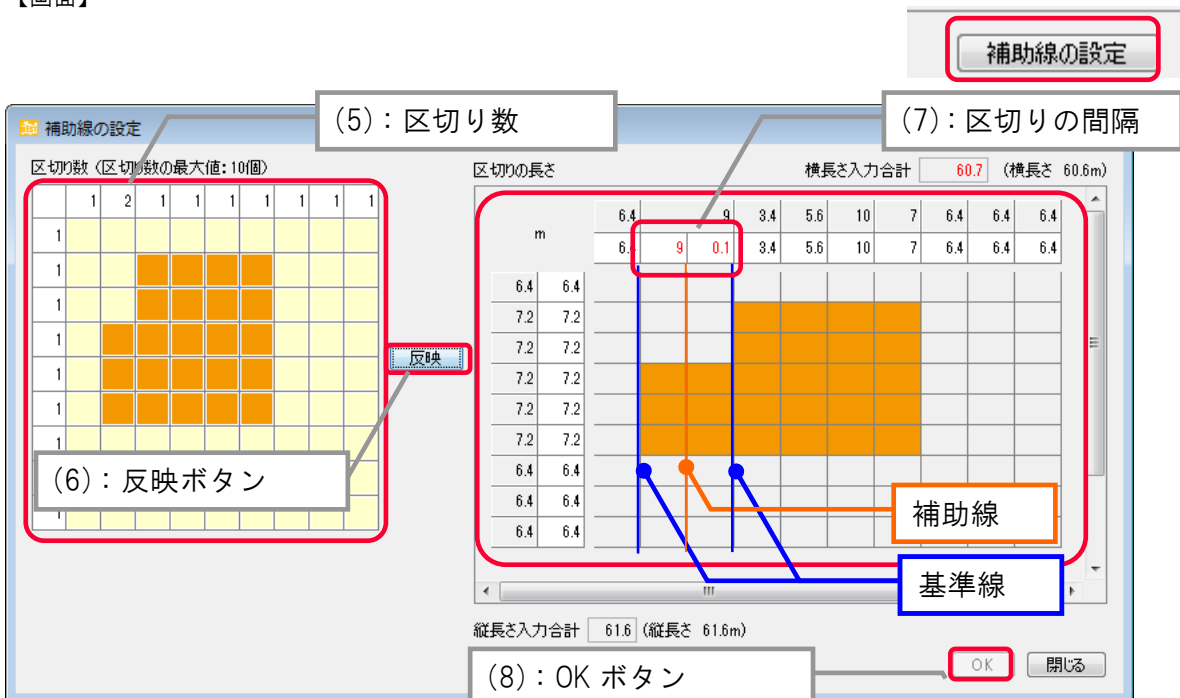 【画面】
補助線の設定
補助線の設定
(5)：区切り数
(7)：区切りの間隔
区切り数（区切り数の最大値：10個）
区切りの長さ
横長さ入力合計 60.7 (横長さ 60.6m)
1 2 1 1 1 1 1 1 1
1
1
1
1
1
1
1
m
6.4 9 3.4 5.6 10 7 6.4 6.4 6.4
9 0.1 3.4 5.6 10 7 6.4 6.4 6.4
6.4 6.4
7.2 7.2
7.2 7.2
7.2 7.2
7.2 7.2
7.2 7.2
6.4 6.4
6.4 6.4
6.4 6.4
反映
(6)：反映ボタン
補助線
基準線
縦長さ入力合計 61.6 (縦長さ 61.6m)
(8)：OK ボタン
OK
閉じる